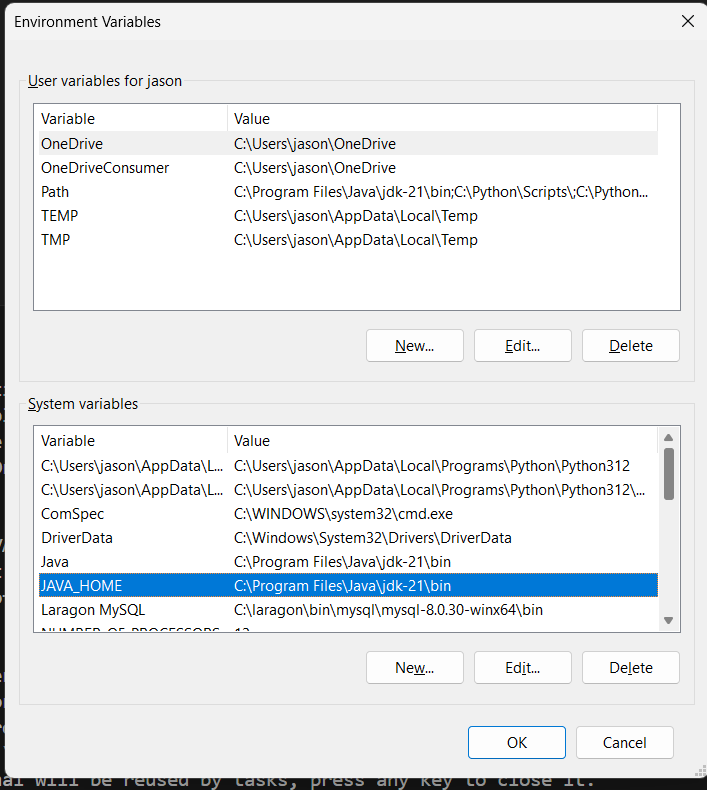 Environment Variables
User variables for jason
Variable Value
OneDrive C:\Users\jason\OneDrive
OneDriveConsumer C:\Users\jason\OneDrive
Path C:\Program Files\Java\jdk-21\bin;C:\Python\Scripts\;C:\Python...
TEMP C:\Users\jason\AppData\Local\Temp
TMP C:\Users\jason\AppData\Local\Temp
New... Edit... Delete
System variables
Variable Value
C:\Users\jason\AppData\L... C:\Users\jason\AppData\Local\Programs\Python\Python312
C:\Users\jason\AppData\L... C:\Users\jason\AppData\Local\Programs\Python\Python312\...
ComSpec C:\WINDOWS\system32\cmd.exe
DriverData C:\Windows\System32\Drivers\DriverData
Java C:\Program Files\Java\jdk-21\bin
JAVA_HOME C:\Program Files\Java\jdk-21\bin
Laragon MySQL C:\laragon\bin\mysql\mysql-8.0.30-winx64\bin
NUMBER_OF_PROCESSORS 12
New... Edit... Delete
OK Cancel
will be reused by tasks, press any key to close it.